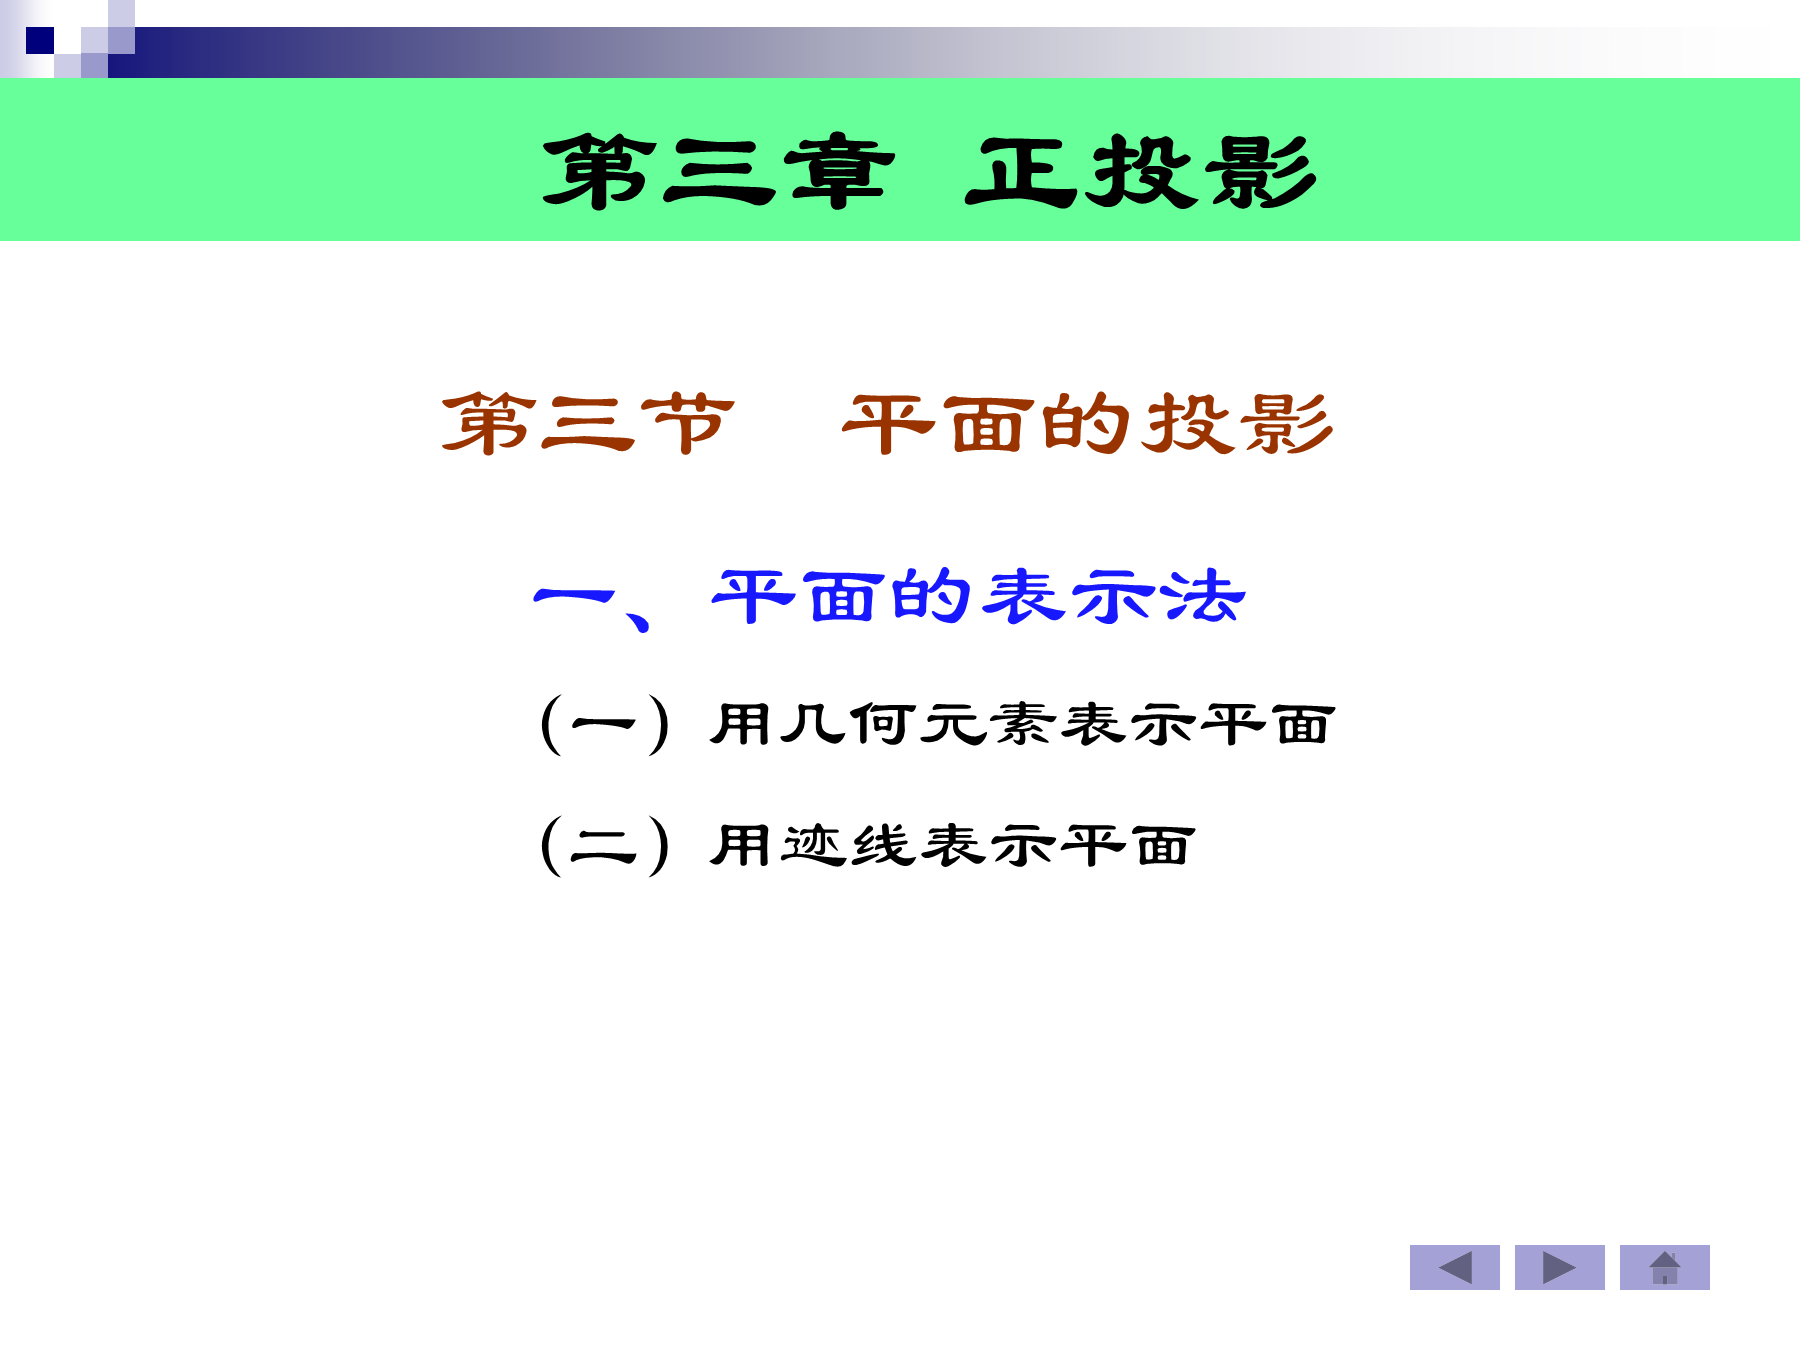 第三章 正投影
第三节 平面的投影
一、平面的表示法
（一）用几何元素表示平面
（二）用迹线表示平面